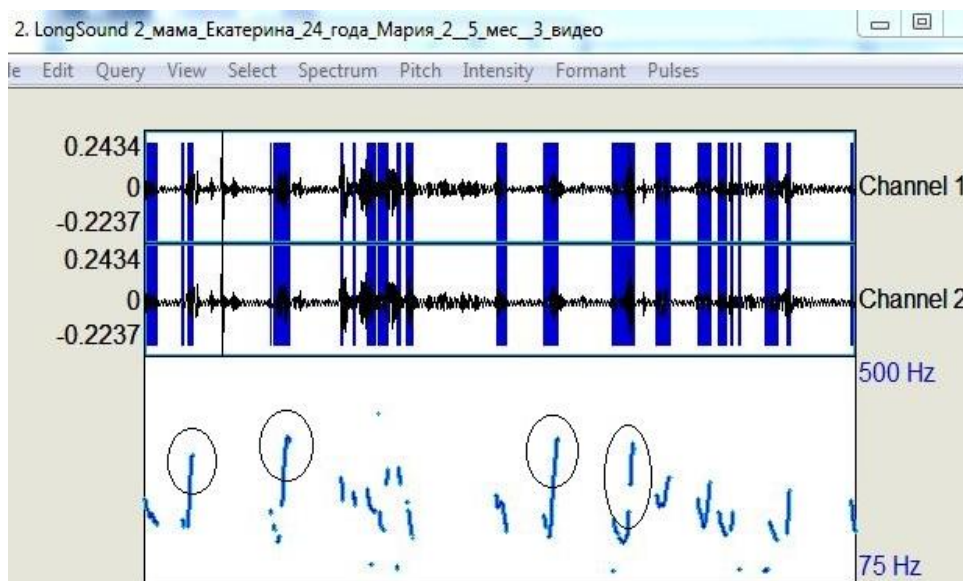 2. LongSound 2_мама_Екатерина_24_года_Мария_2__5_мес__3_видео
le Edit Query View Select Spectrum Pitch Intensity Formant Pulses
0.2434
0
-0.2237
Channel 1
0.2434
0
-0.2237
Channel 2
500 Hz
75 Hz